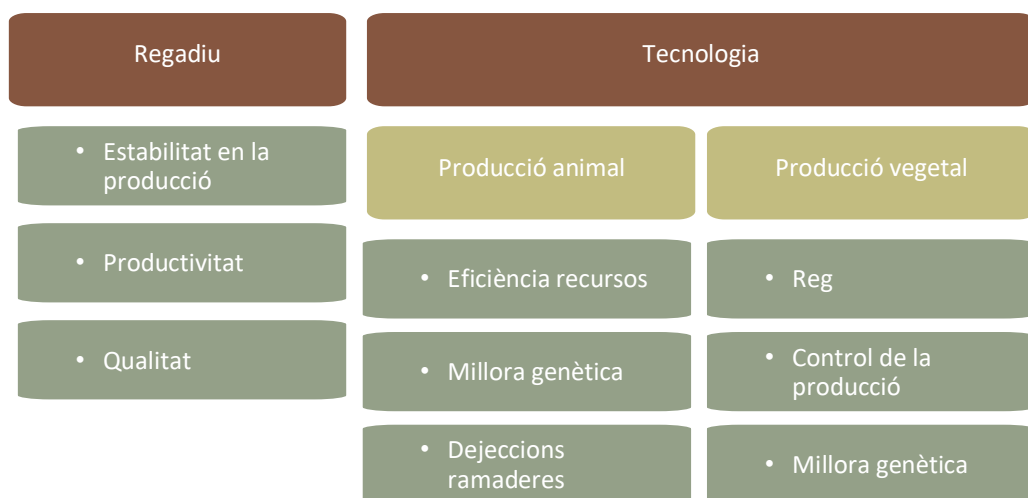 Regadiu
Tecnologia
• Estabilitat en la
producció
• Productivitat
• Qualitat
Producció animal
Producció vegetal
• Eficiència recursos
• Millora genètica
• Dejeccions
ramaderes
• Reg
• Control de la
producció
• Millora genètica